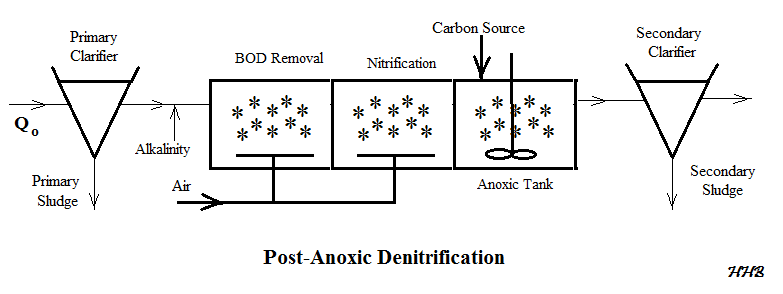 Carbon Source
Primary
Clarifier
BOD Removal
Nitrification
Secondary
Clarifier
Qo
Alkalinity
Primary
Sludge
Air
Anoxic Tank
Secondary
Sludge
Post-Anoxic Denitrification
HHB